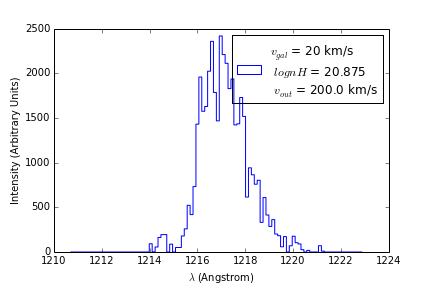 2500
2000
1500
1000
500
0
Intensity (Arbitrary Units)
v_gal = 20 km/s
lognH = 20.875
v_out = 200.0 km/s
1210 1212 1214 1216 1218 1220 1222 1224
λ (Angstrom)